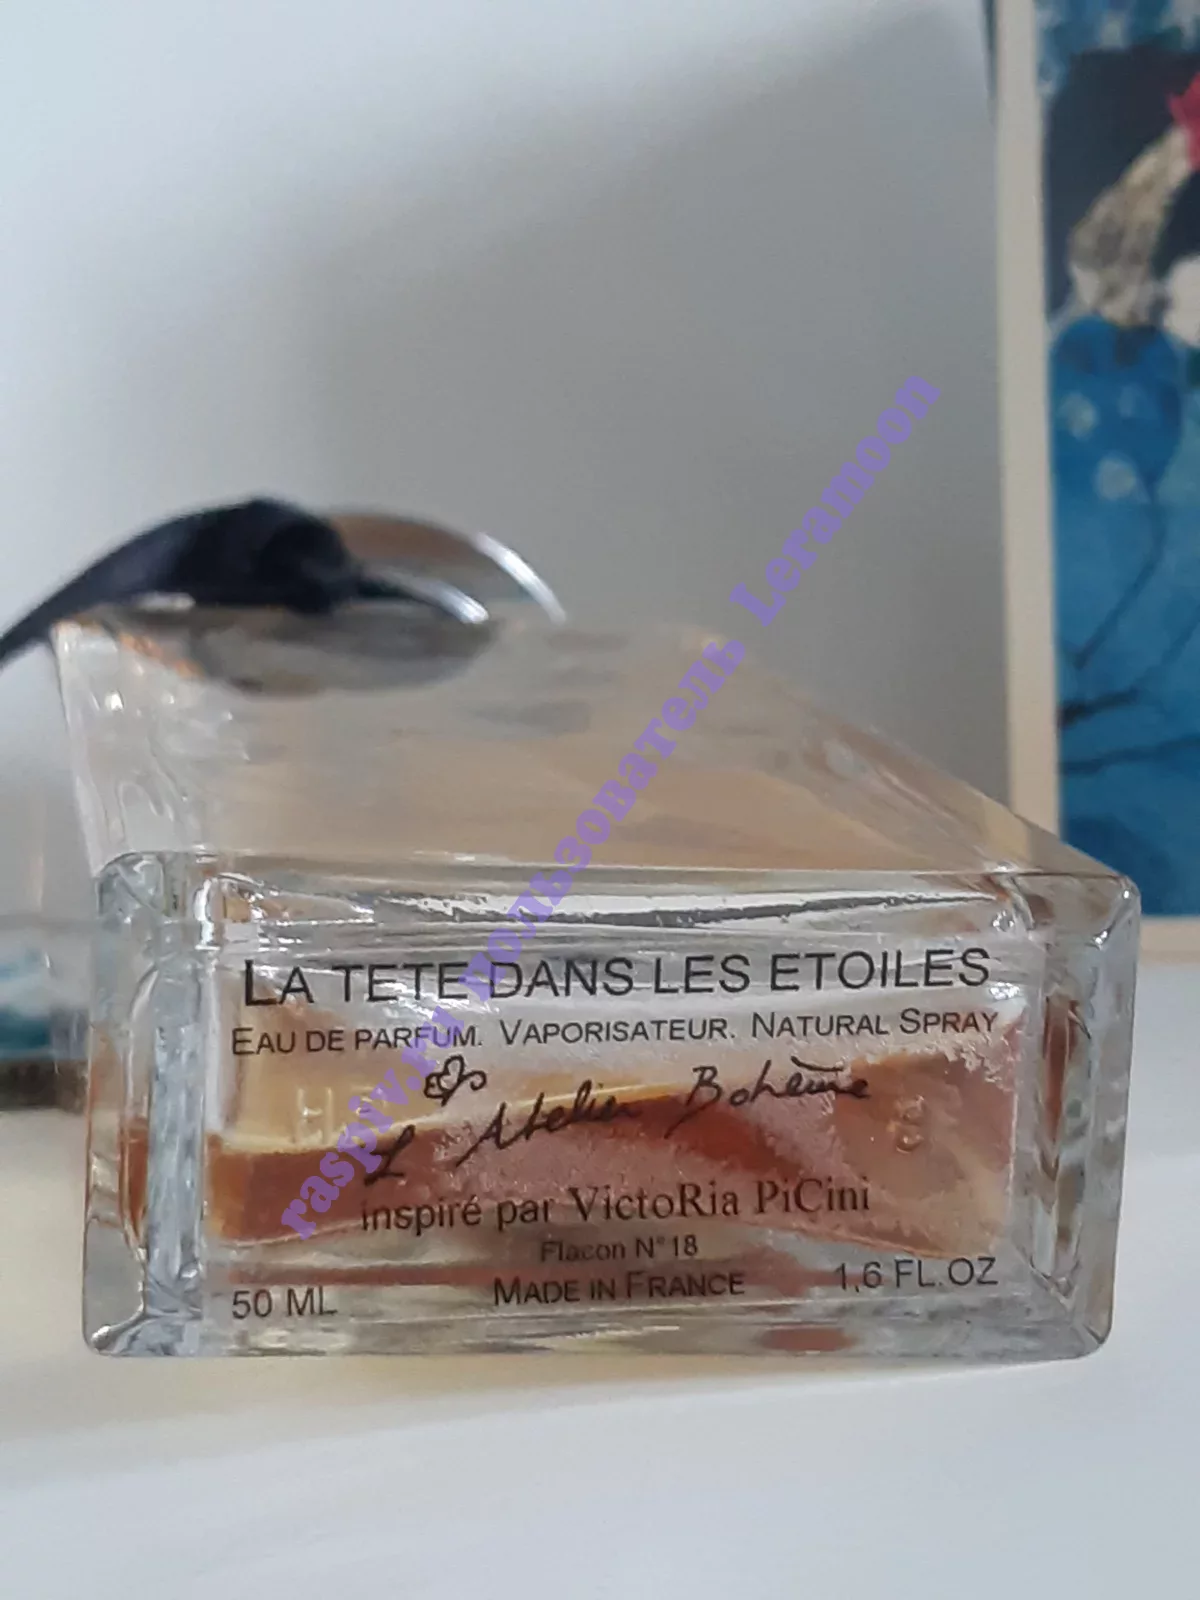 LA TETE DANS LES ETOILES
EAU DE PARFUM. VAPORISATEUR. NATURAL SPRAY
L'Atelier Bohème
inspiré par VictoRia PiCini
Flacon N°18
50 ML MADE IN FRANCE 1,6 FL.OZ
raspiv.ru пользователь Leramoon